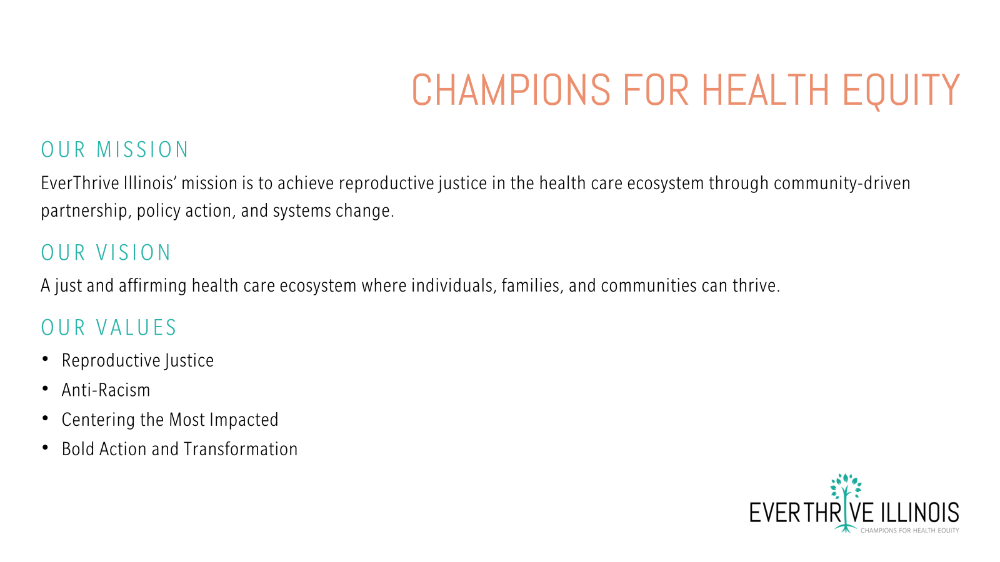 CHAMPIONS FOR HEALTH EQUITY
OUR MISSION
EverThrive Illinois’ mission is to achieve reproductive justice in the health care ecosystem through community-driven
partnership, policy action, and systems change.
OUR VISION
A just and affirming health care ecosystem where individuals, families, and communities can thrive.
OUR VALUES
• Reproductive Justice
• Anti-Racism
• Centering the Most Impacted
• Bold Action and Transformation
EVERTHRIVE ILLINOIS
CHAMPIONS FOR HEALTH EQUITY